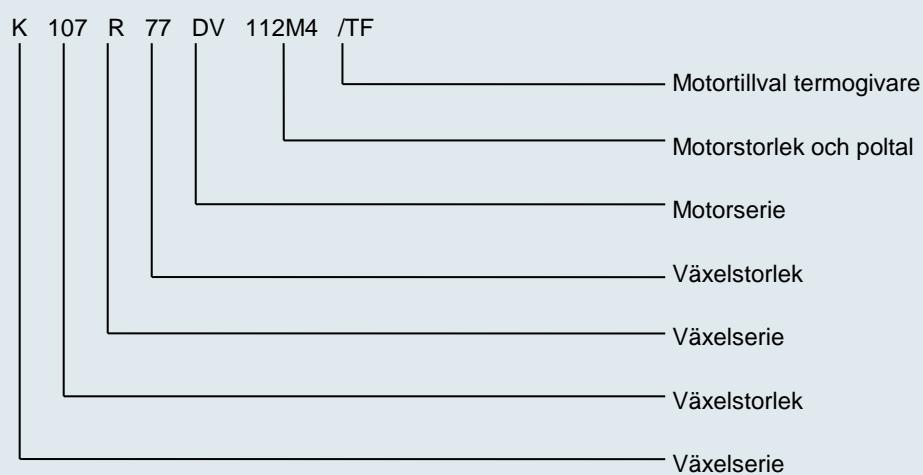 K 107 R 77 DV 112M4 /TF
Motortillval termogivare
Motorstorlek och poltal
Motorserie
Växelstorlek
Växelserie
Växelstorlek
Växelserie